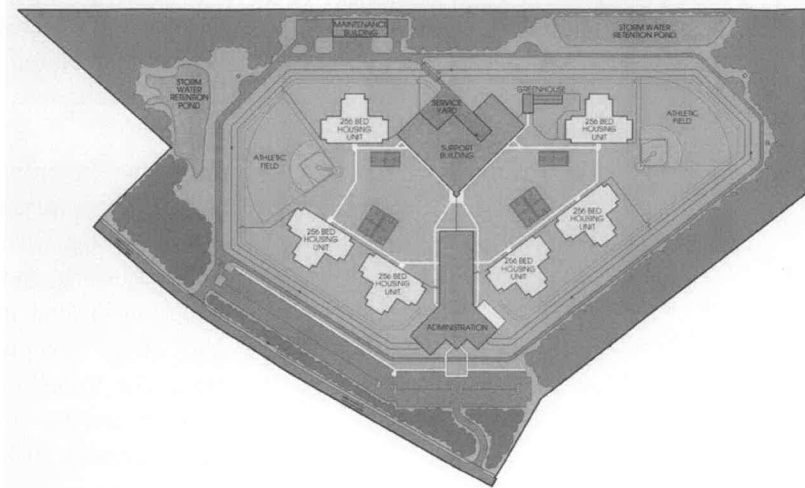 MAINTENANCE
BUILDING
STORM WATER
RETENTION POND
STORM
WATER
RETENTION
POND
SERVICE
YARD
GREENHOUSE
256 BED
HOUSING
UNIT
SUPPORT
BUILDING
256 BED
HOUSING
UNIT
ATHLETIC
FIELD
ATHLETIC
FIELD
256 BED
HOUSING
UNIT
256 BED
HOUSING
UNIT
256 BED
HOUSING
UNIT
256 BED
HOUSING
UNIT
ADMINISTRATION